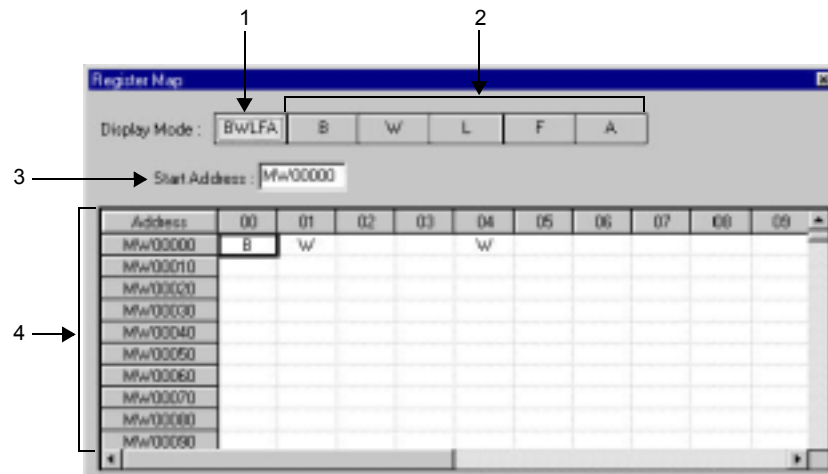 1 2
Register Map
Display Mode : BWLFA B W L F A
3 Start Address : MW00000
Address 00 01 02 03 04 05 06 07 08 09
MW00000 B W W
MW00010
MW00020
MW00030
4 MW00040
MW00050
MW00060
MW00070
MW00080
MW00090